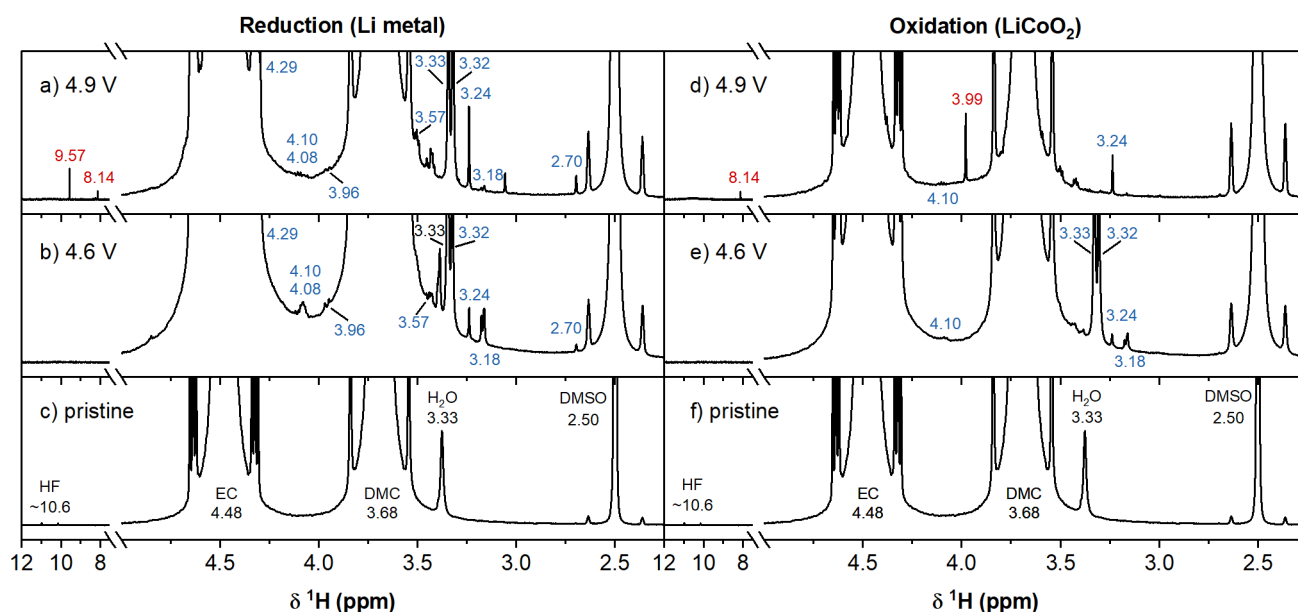 Reduction (Li metal)
Oxidation (LiCoO₂)
a) 4.9 V
4.29
3.33
3.32
3.24
3.57
4.10
4.08
3.96
3.18
2.70
9.57
8.14
d) 4.9 V
3.99
3.24
8.14
4.10
b) 4.6 V
4.29
3.33
3.32
4.10
4.08
3.24
3.96
3.57
3.18
2.70
e) 4.6 V
3.33
3.32
4.10
3.24
3.18
c) pristine
H₂O
3.33
DMSO
2.50
HF
~10.6
EC
4.48
DMC
3.68
f) pristine
H₂O
3.33
DMSO
2.50
HF
~10.6
EC
4.48
DMC
3.68
12 10 8 4.5 4.0 3.5 3.0 2.5 12 10 8 4.5 4.0 3.5 3.0 2.5
δ ¹H (ppm)
δ ¹H (ppm)